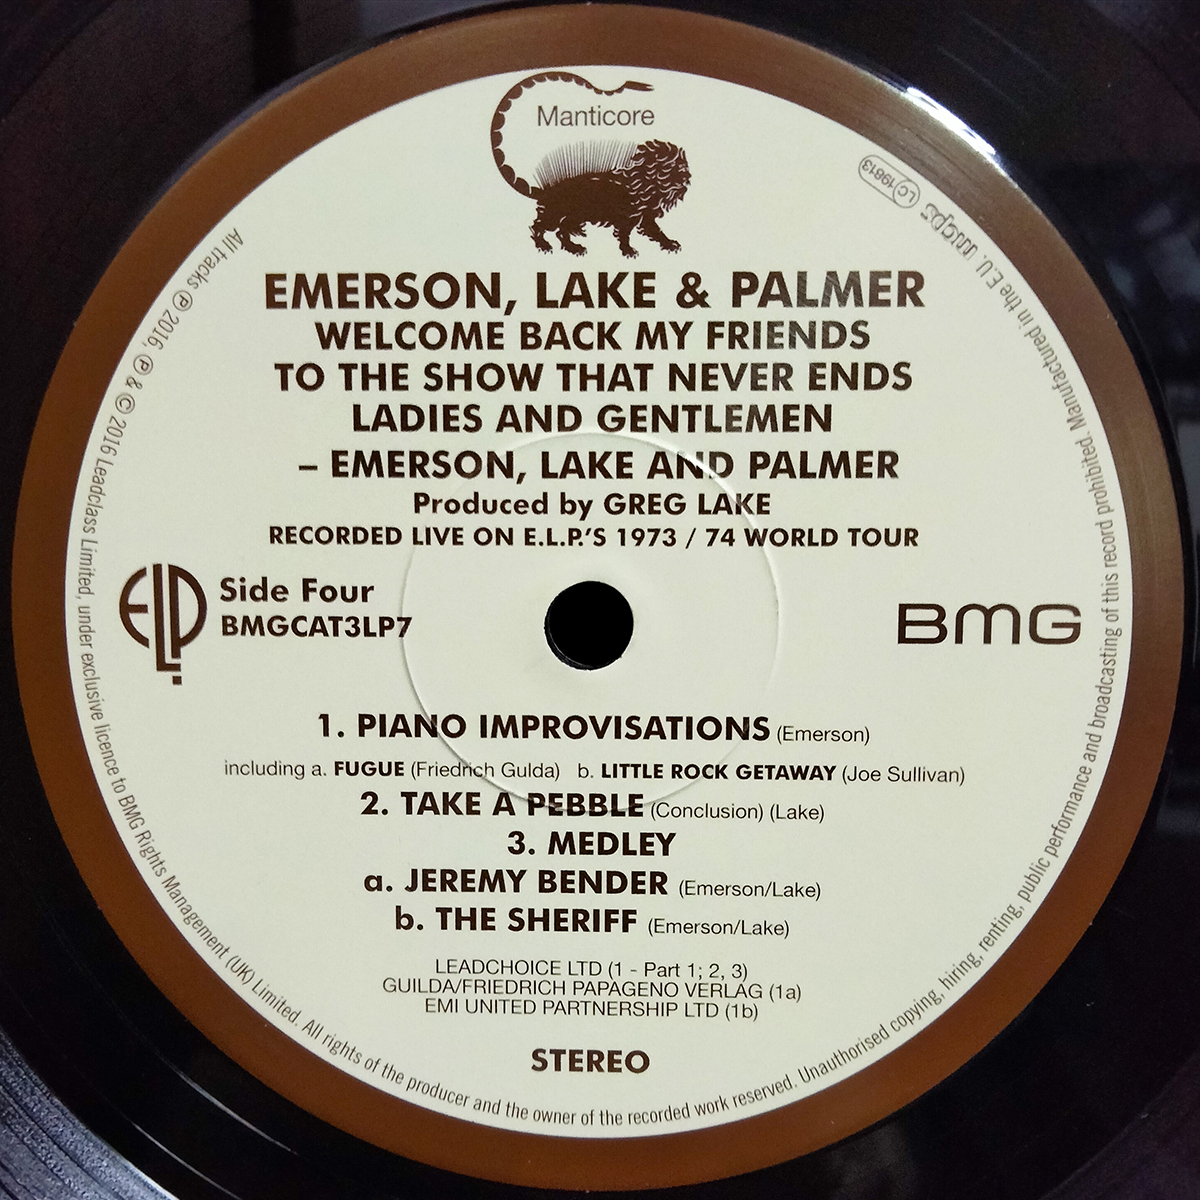 Manticore
EMERSON, LAKE & PALMER
WELCOME BACK MY FRIENDS
TO THE SHOW THAT NEVER ENDS
LADIES AND GENTLEMEN
– EMERSON, LAKE AND PALMER
Produced by GREG LAKE
RECORDED LIVE ON E.L.P.'S 1973 / 74 WORLD TOUR
ELP.
Side Four
BMGCAT3LP7
BMG
1. PIANO IMPROVISATIONS (Emerson)
including a. FUGUE (Friedrich Gulda) b. LITTLE ROCK GETAWAY (Joe Sullivan)
2. TAKE A PEBBLE (Conclusion) (Lake)
3. MEDLEY
a. JEREMY BENDER (Emerson/Lake)
b. THE SHERIFF (Emerson/Lake)
LEADCHOICE LTD (1 - Part 1; 2, 3)
GUILDA/FRIEDRICH PAPAGENO VERLAG (1a)
EMI UNITED PARTNERSHIP LTD (1b)
STEREO
All tracks ℗ 2016, ℗ & © 2016 Leadclass Limited, under exclusive licence to BMG Rights Management (UK) Limited. All rights of the producer and the owner of the recorded work reserved. Unauthorised copying, hiring, renting, public performance and broadcasting of this record prohibited. Manufactured in the E.U. mcps
LC 19813